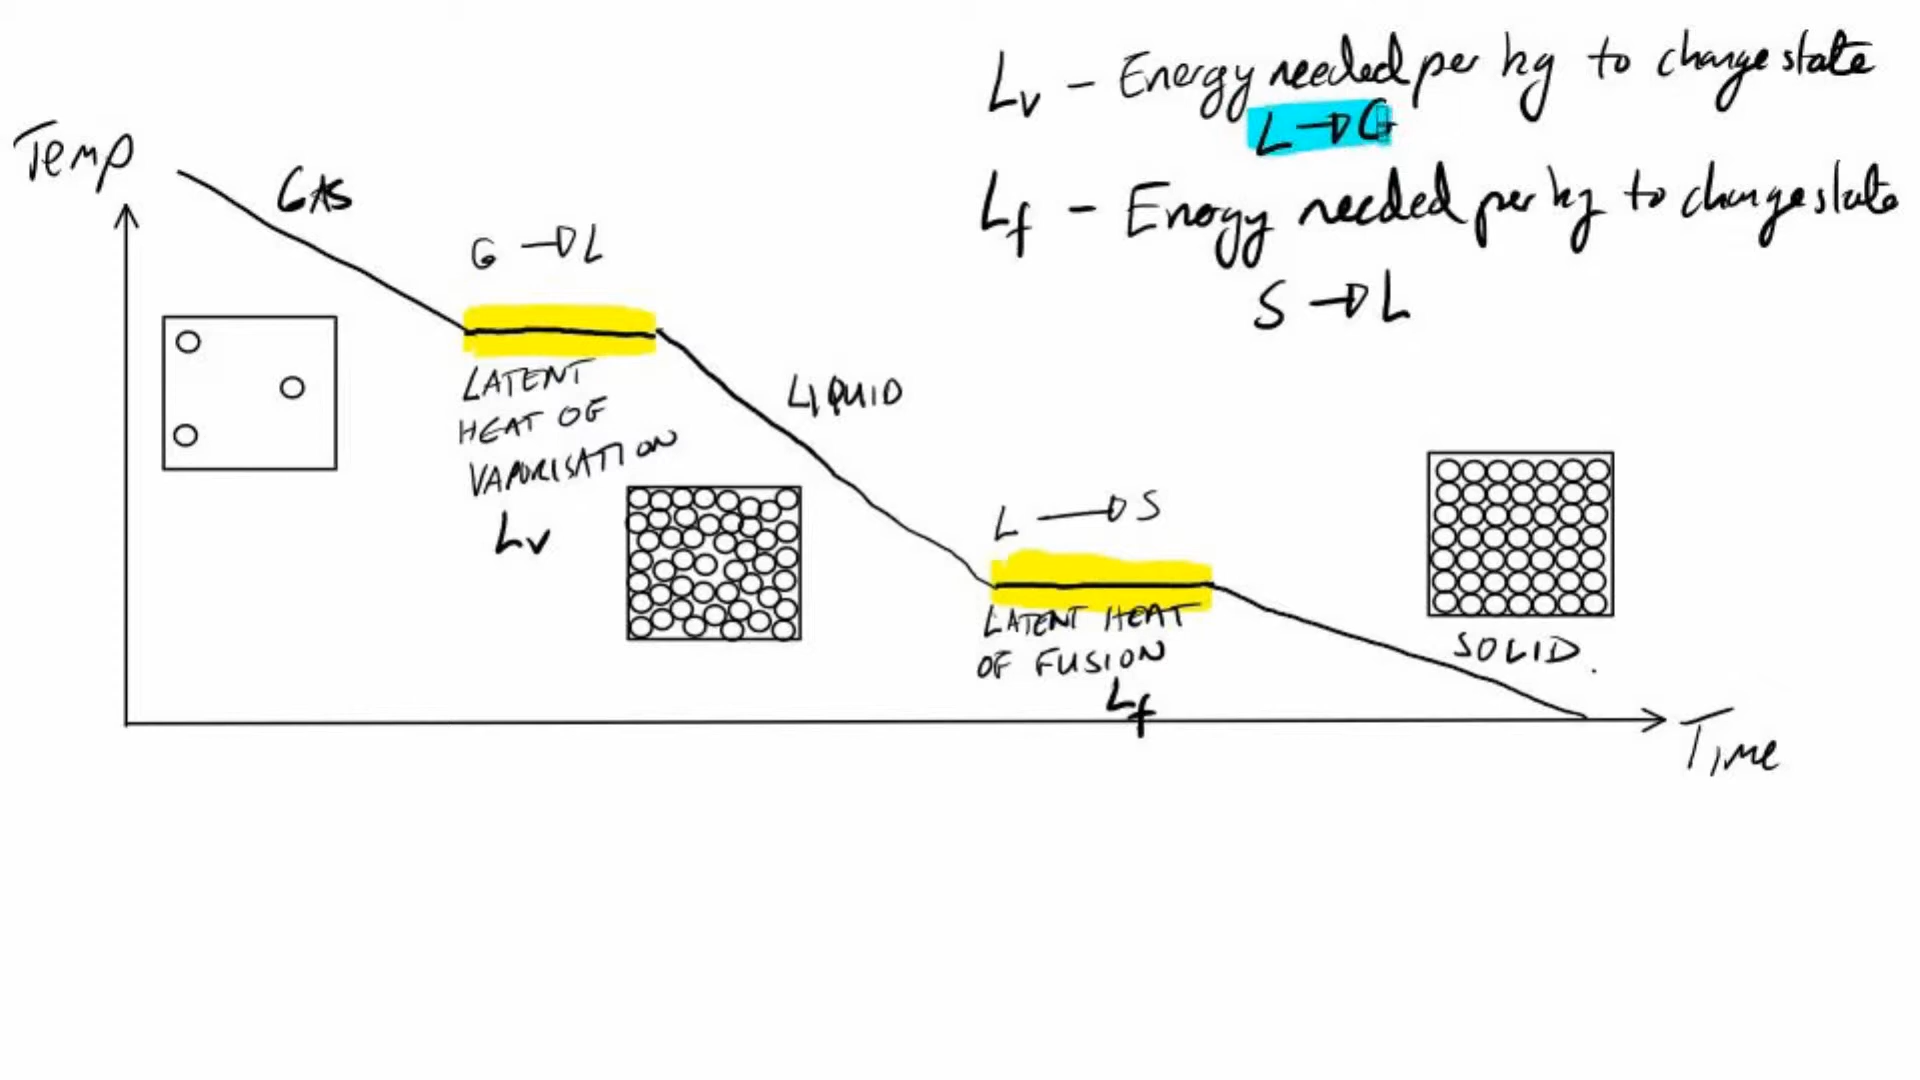 Lv - Energy needed per kg to change state
L → G
Lf - Energy needed per kg to change state
S → L
Temp
GAS
G → L
LATENT
HEAT OF
VAPORISATION
Lv
LIQUID
L → S
LATENT HEAT
OF FUSION
Lf
SOLID.
Time